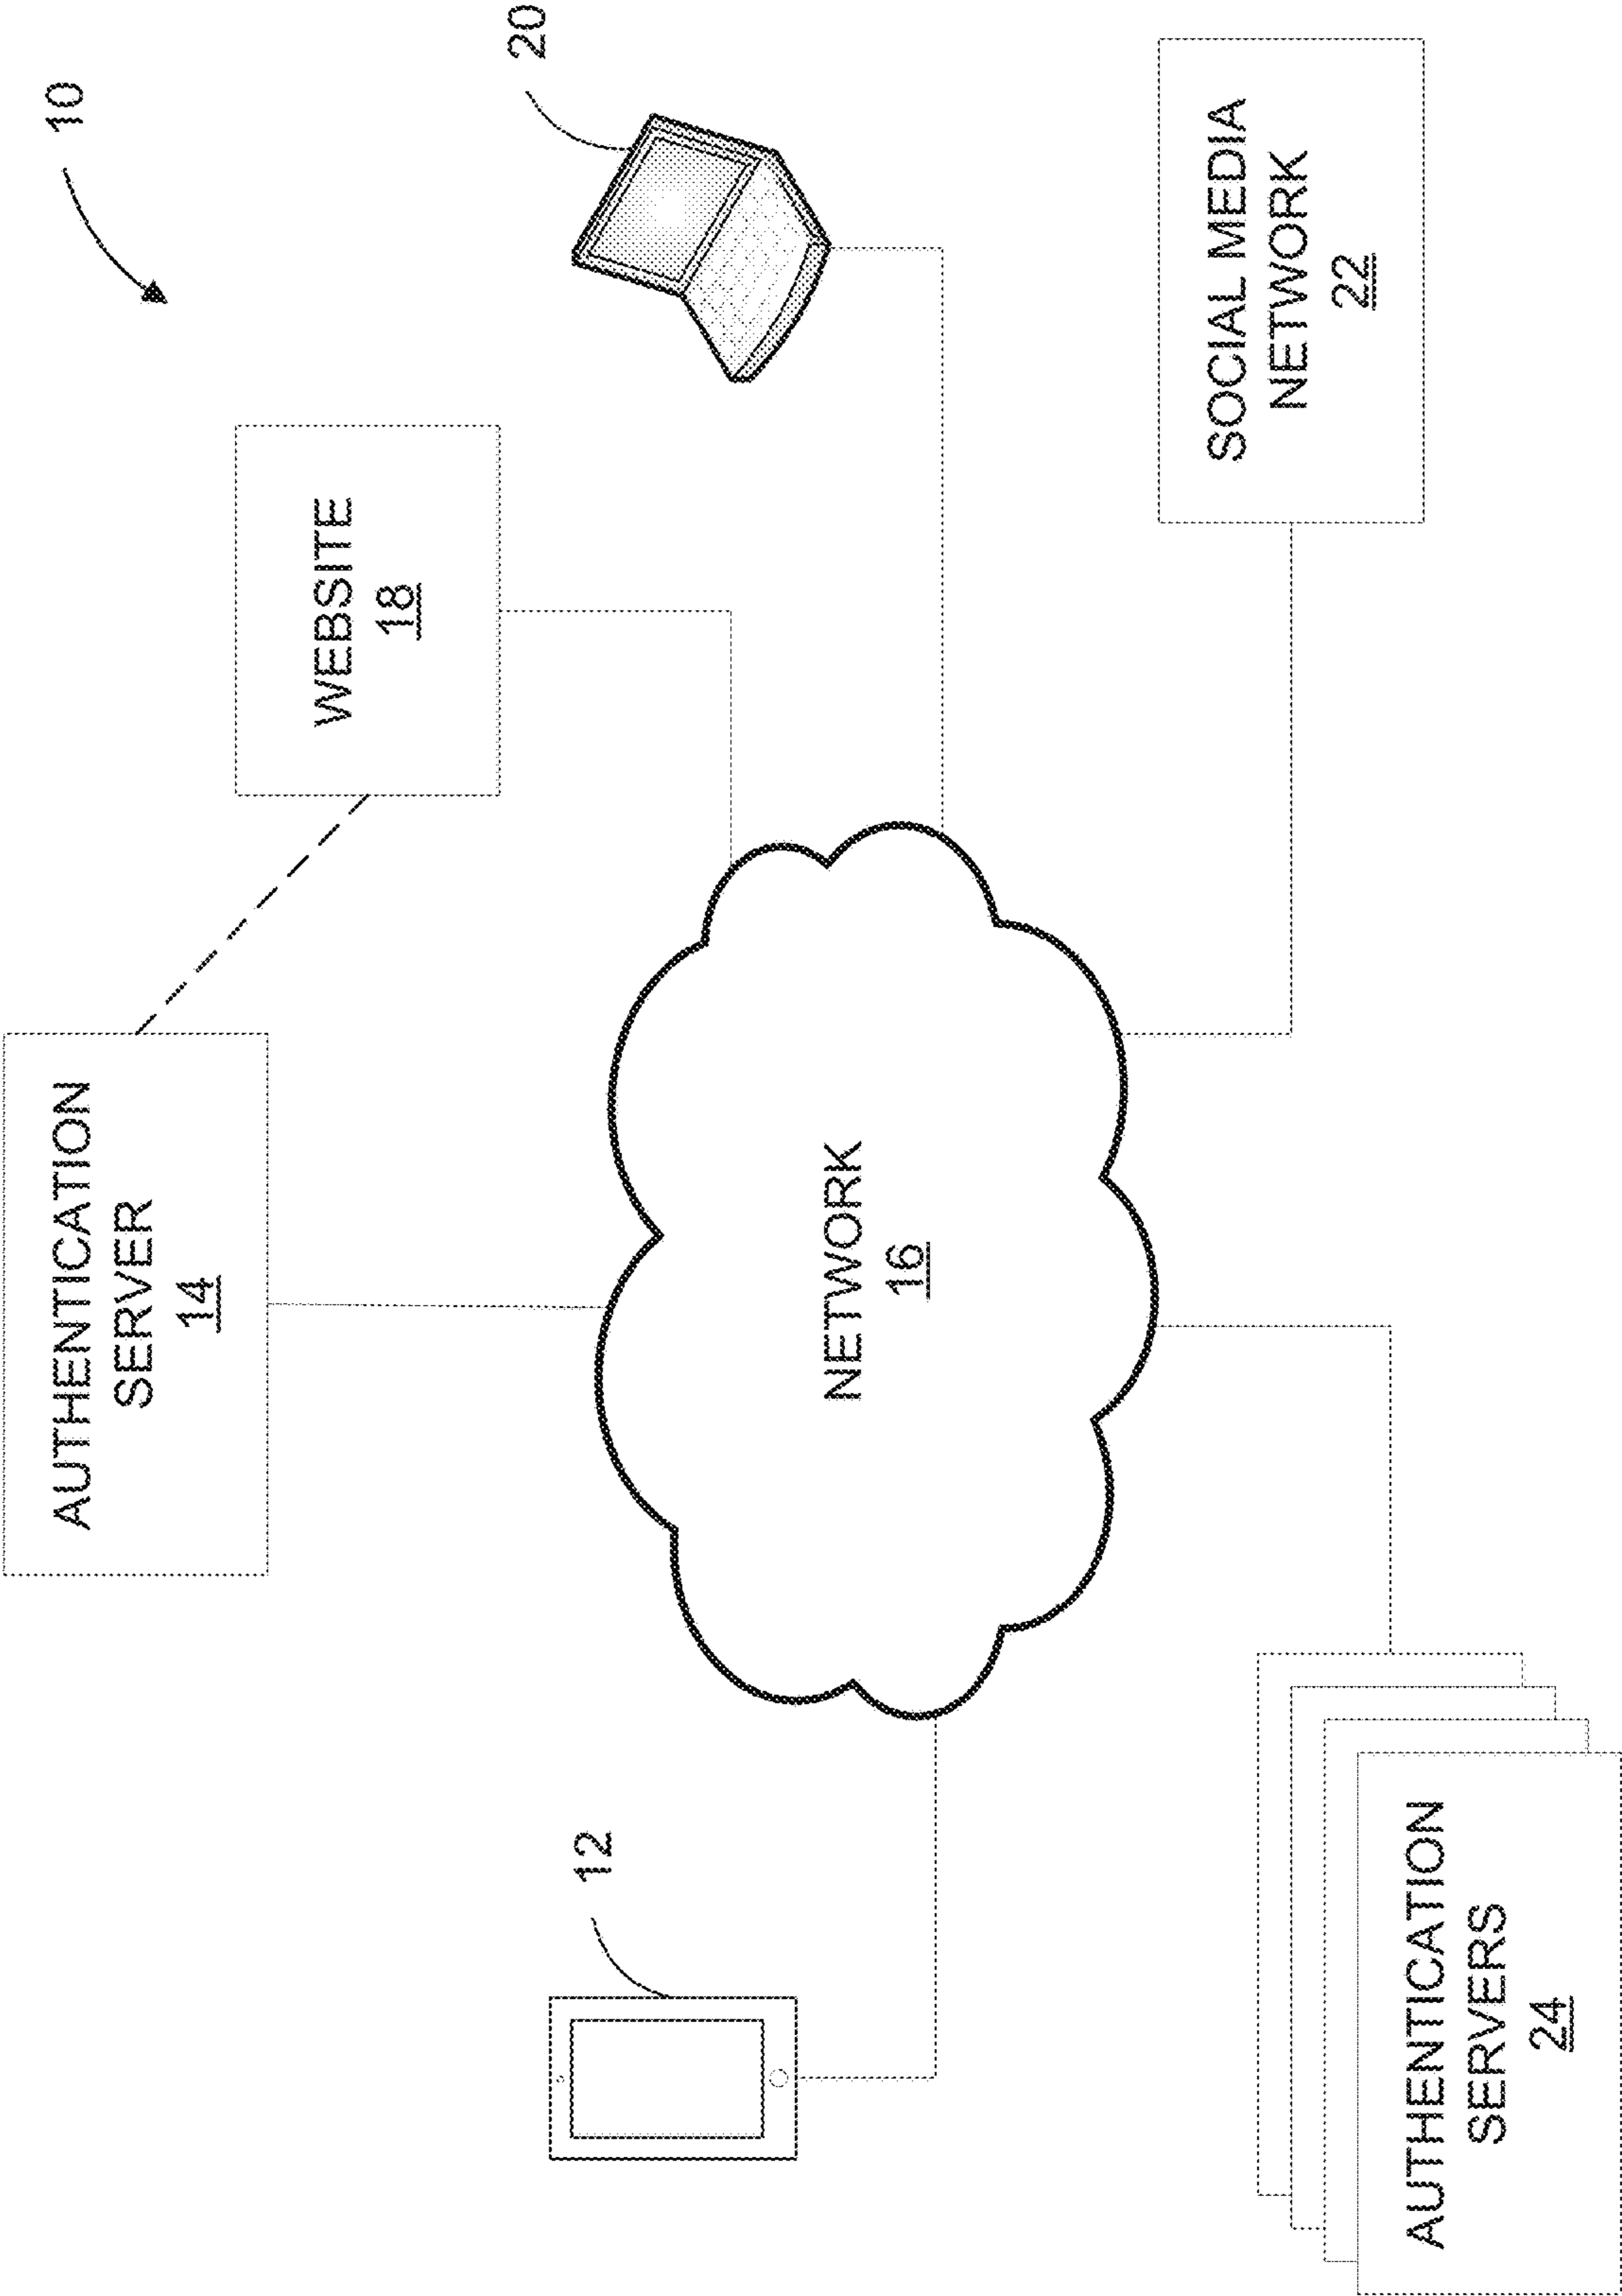 10
AUTHENTICATION
SERVER
14
WEBSITE
18
12
20
NETWORK
16
AUTHENTICATION
SERVERS
24
SOCIAL MEDIA
NETWORK
22